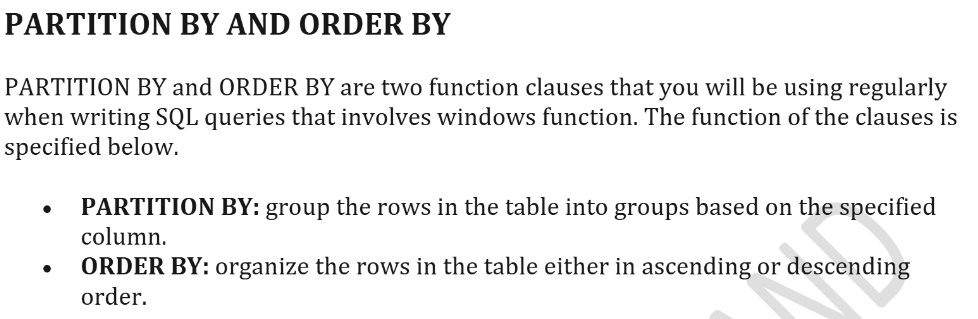 PARTITION BY AND ORDER BY
PARTITION BY and ORDER BY are two function clauses that you will be using regularly
when writing SQL queries that involves windows function. The function of the clauses is
specified below.
• PARTITION BY: group the rows in the table into groups based on the specified
column.
• ORDER BY: organize the rows in the table either in ascending or descending
order.
AND